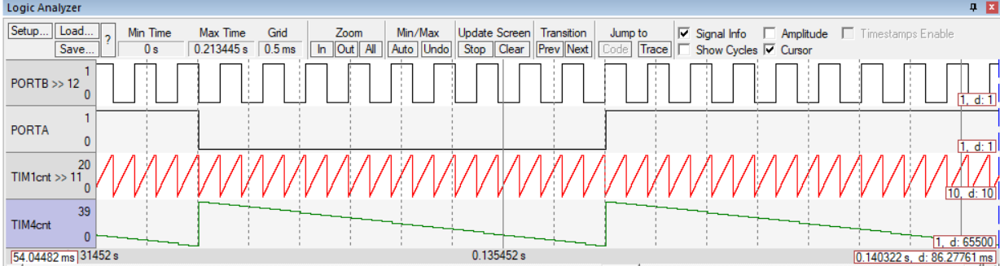 Logic Analyzer
Setup... Load... ? Min Time Max Time Grid Zoom Min/Max Update Screen Transition Jump to Signal Info Amplitude Timestamps Enable
Save... 0 s 0.213445 s 0.5 ms In Out All Auto Undo Stop Clear Prev Next Code Trace Show Cycles Cursor
1
PORTB >> 12
0
1, d: 1
1
PORTA
0
1, d: 1
20
TIM1cnt >> 11
0
10, d: 10
39
TIM4cnt
0
1, d: 65500
54.04482 ms 31452 s 0.135452 s 0.140322 s, d: 86.27761 ms